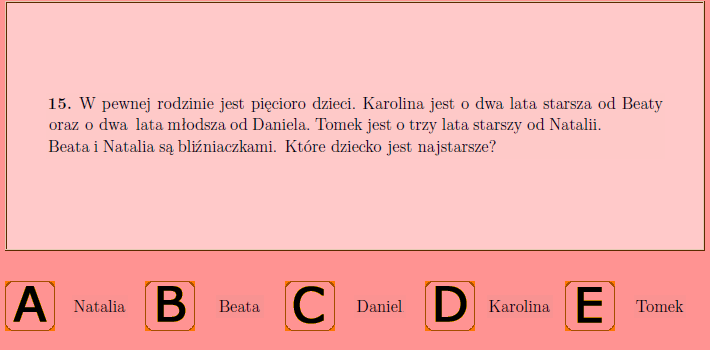 15. W pewnej rodzinie jest pięcioro dzieci. Karolina jest o dwa lata starsza od Beaty
oraz o dwa lata młodsza od Daniela. Tomek jest o trzy lata starszy od Natalii.
Beata i Natalia są bliźniaczkami. Które dziecko jest najstarsze?
A Natalia B Beata C Daniel D Karolina E Tomek